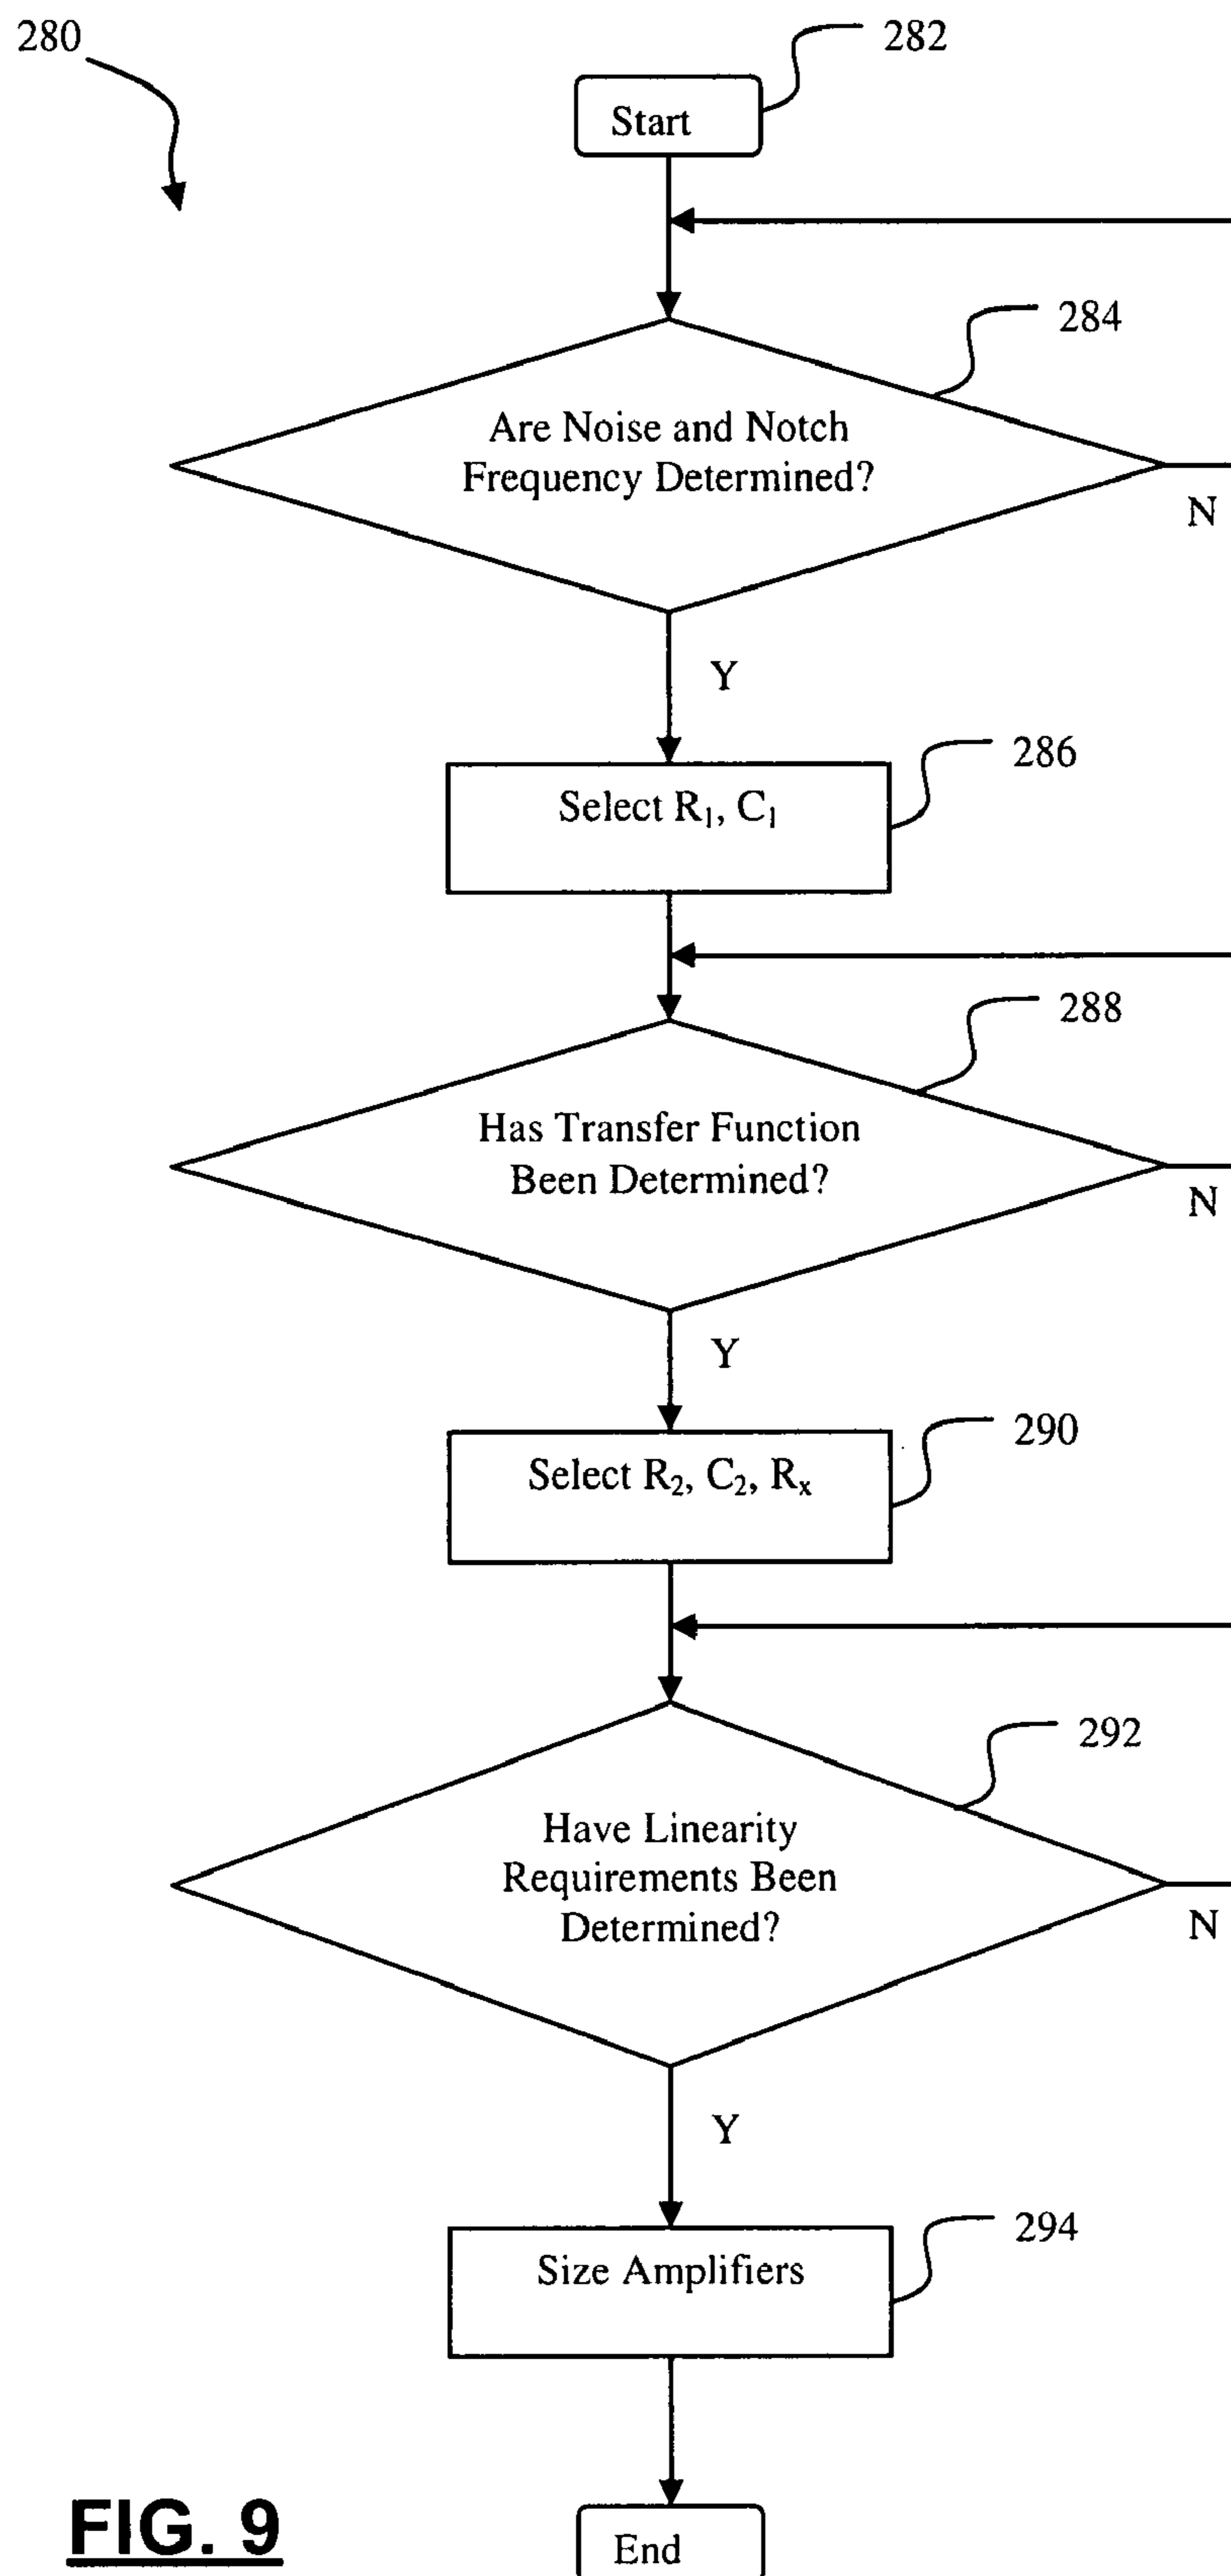 280
282
Start
284
Are Noise and Notch
Frequency Determined?
N
Y
286
Select R₁, C₁
288
Has Transfer Function
Been Determined?
N
Y
290
Select R₂, C₂, Rₓ
292
Have Linearity
Requirements Been
Determined?
N
Y
294
Size Amplifiers
End
FIG. 9